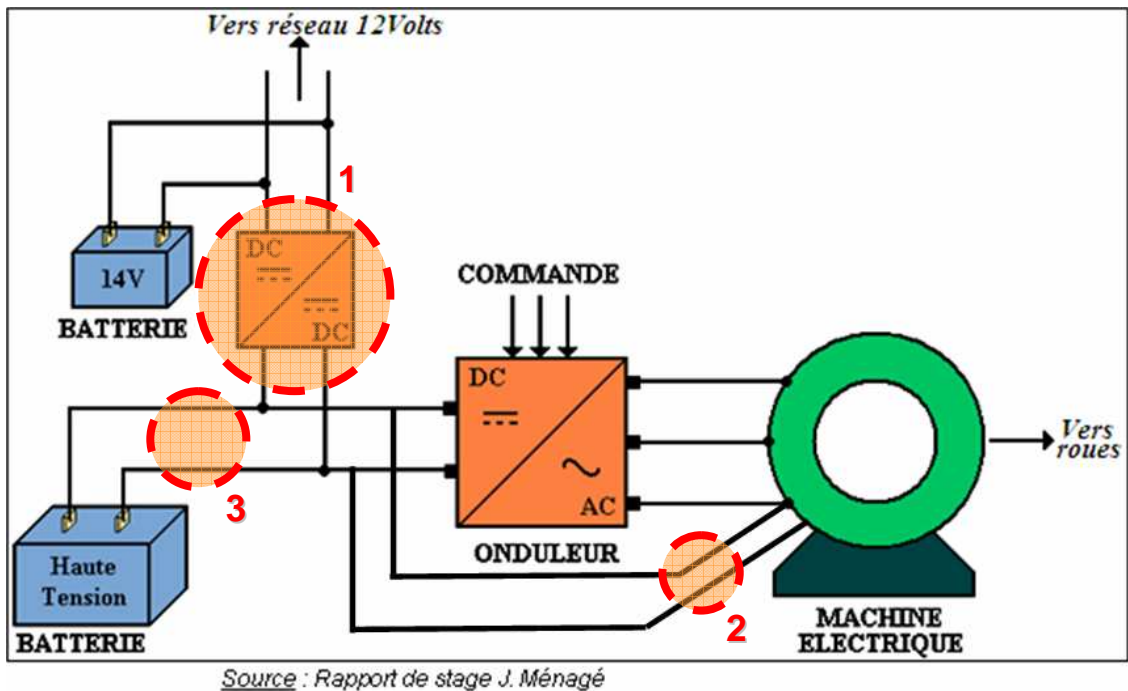 Vers réseau 12Volts
1
DC
DC
14V
BATTERIE
COMMANDE
DC
AC
ONDULEUR
Vers
roues
3
Haute
Tension
BATTERIE
2
MACHINE
ELECTRIQUE
Source : Rapport de stage J. Ménagé